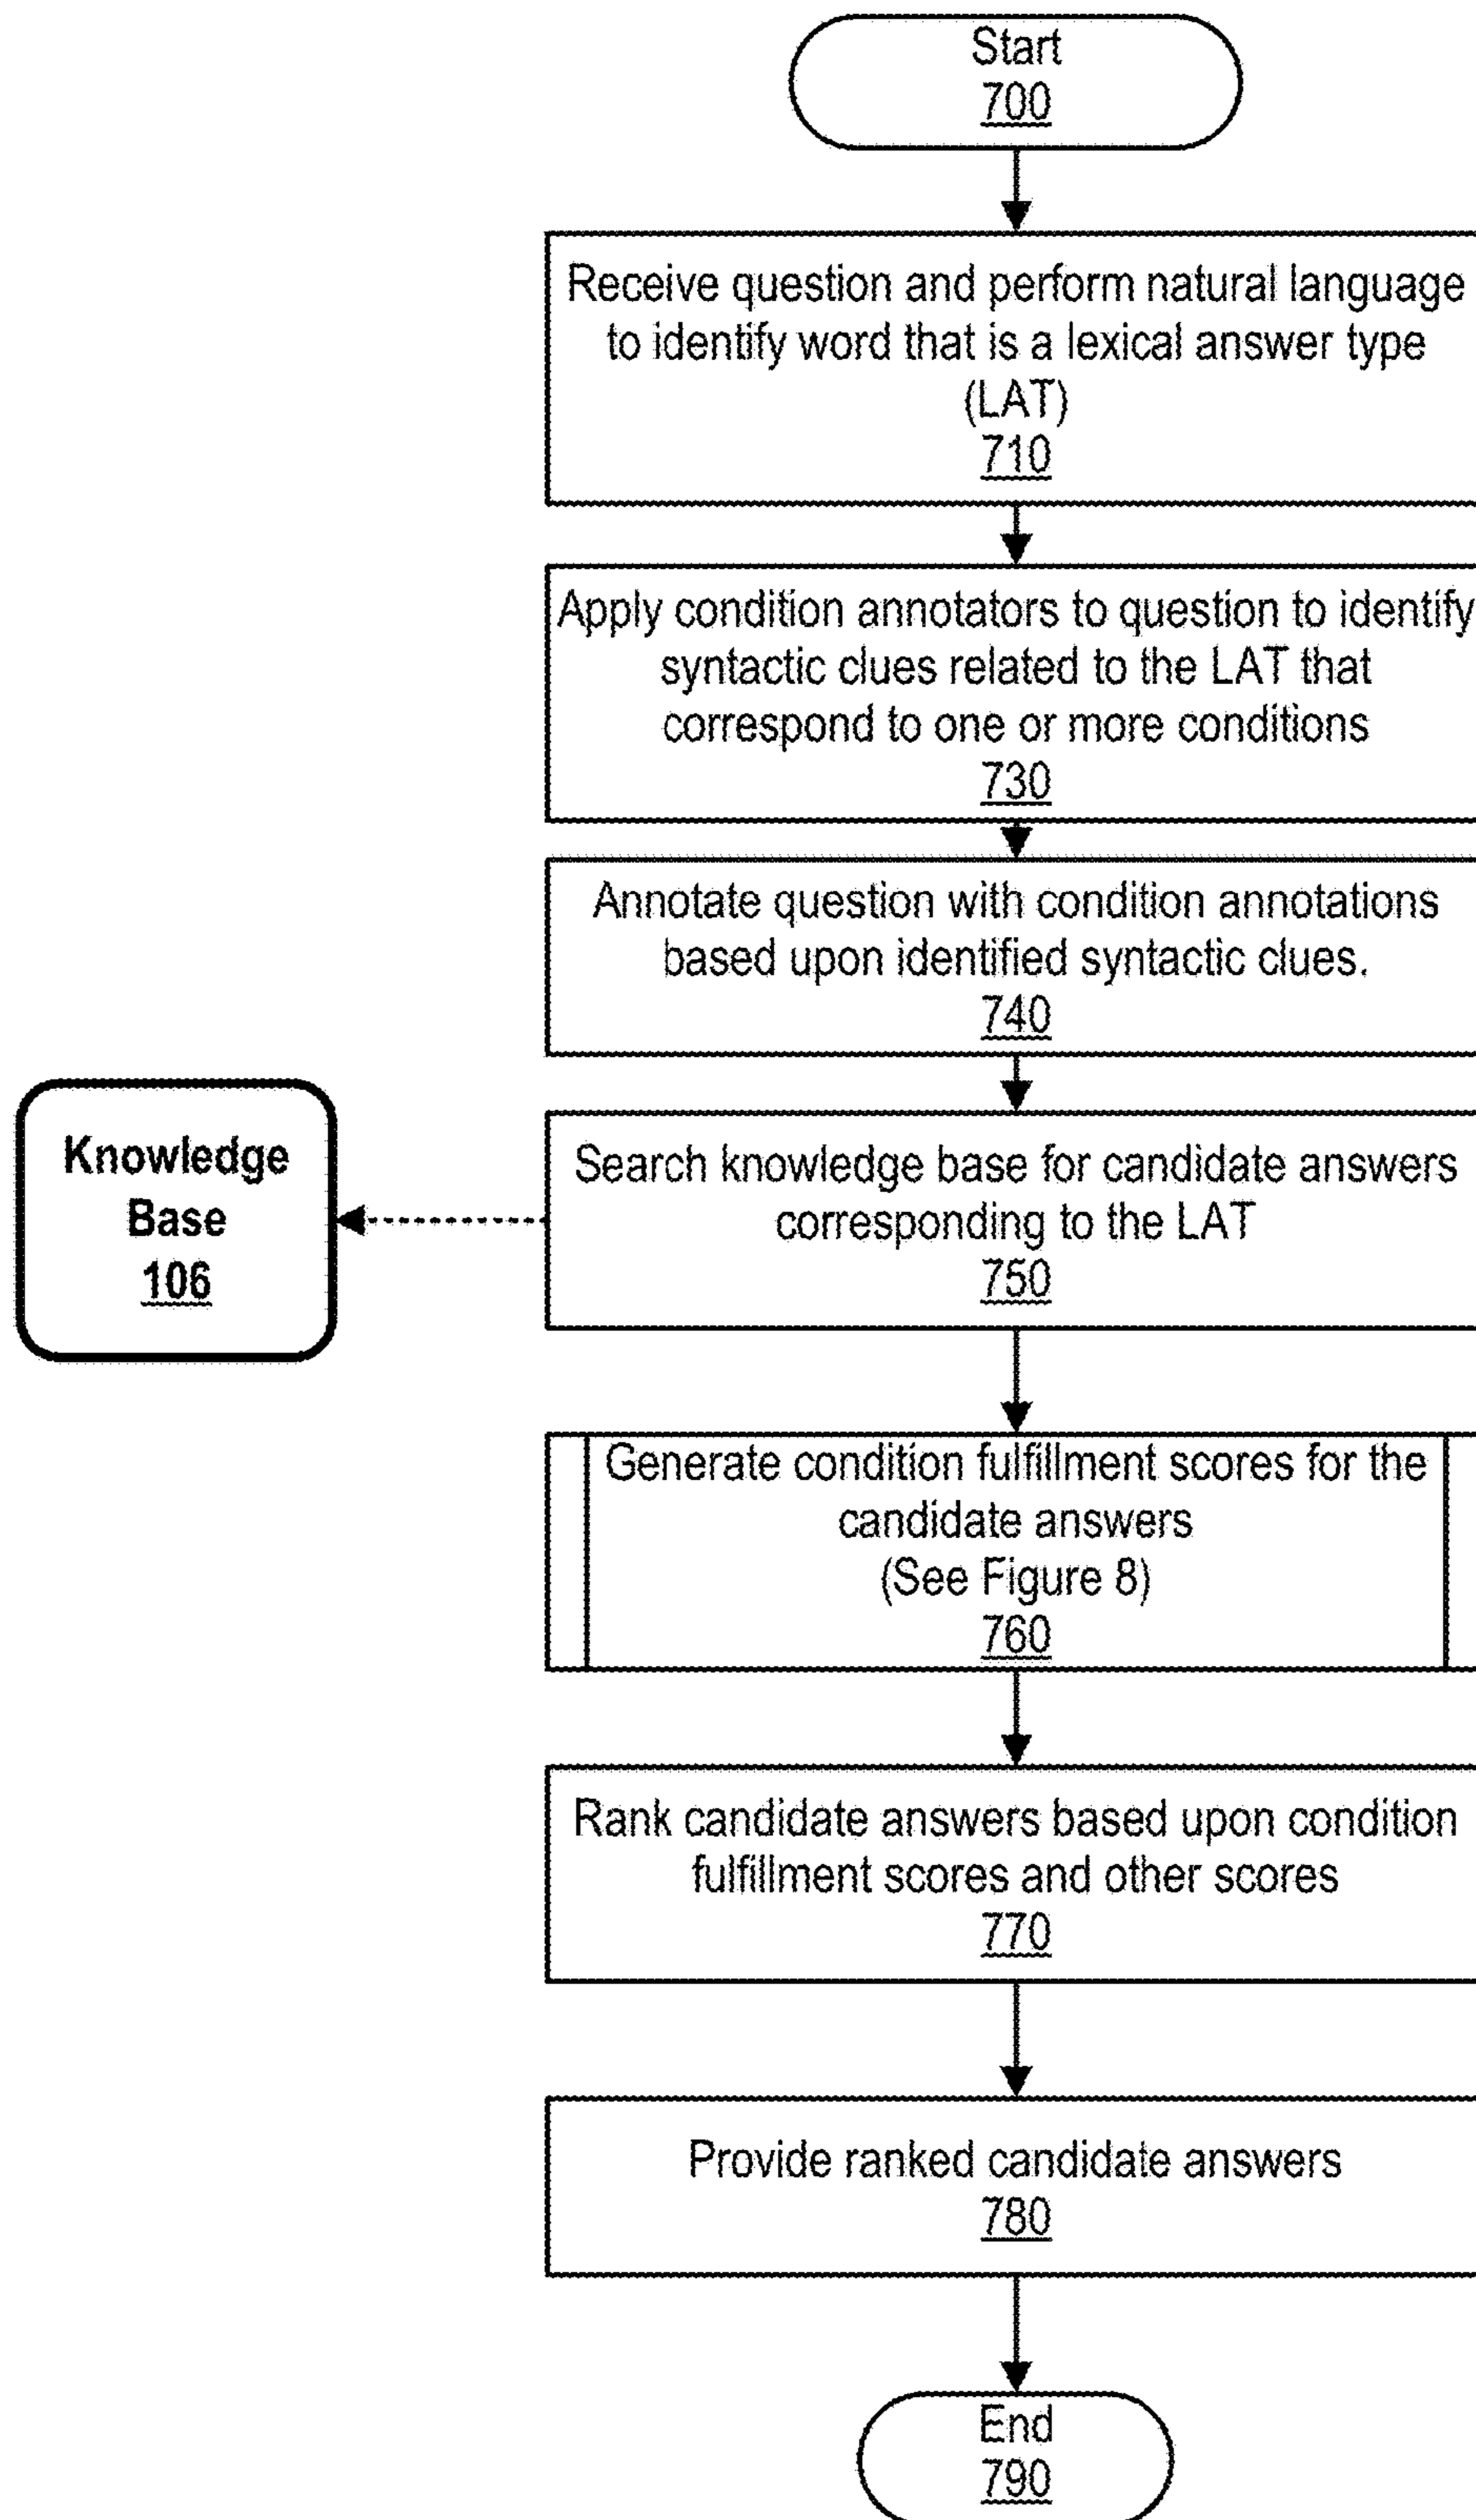 Start
700
Receive question and perform natural language
to identify word that is a lexical answer type
(LAT)
710
Apply condition annotators to question to identify
syntactic clues related to the LAT that
correspond to one or more conditions
730
Annotate question with condition annotations
based upon identified syntactic clues.
740
Knowledge
Base
106
Search knowledge base for candidate answers
corresponding to the LAT
750
Generate condition fulfillment scores for the
candidate answers
(See Figure 8)
760
Rank candidate answers based upon condition
fulfillment scores and other scores
770
Provide ranked candidate answers
780
End
790